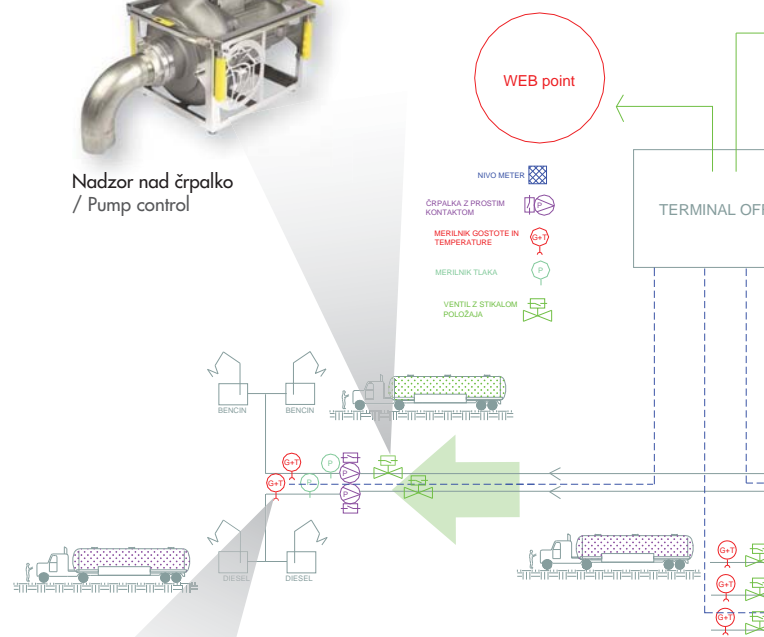 WEB point
Nadzor nad črpalko
/ Pump control
NIVO METER
ČRPALKA Z PROSTIM
KONTAKTOM
P
MERILNIK GOSTOTE IN
TEMPERATURE
G+T
MERILNIK TLAKA
P
VENTIL Z STIKALOM
POLOŽAJA
TERMINAL OFF
BENCIN
BENCIN
G+T
P
P
G+T
P
P
DIESEL
DIESEL
G+T
G+T
G+T